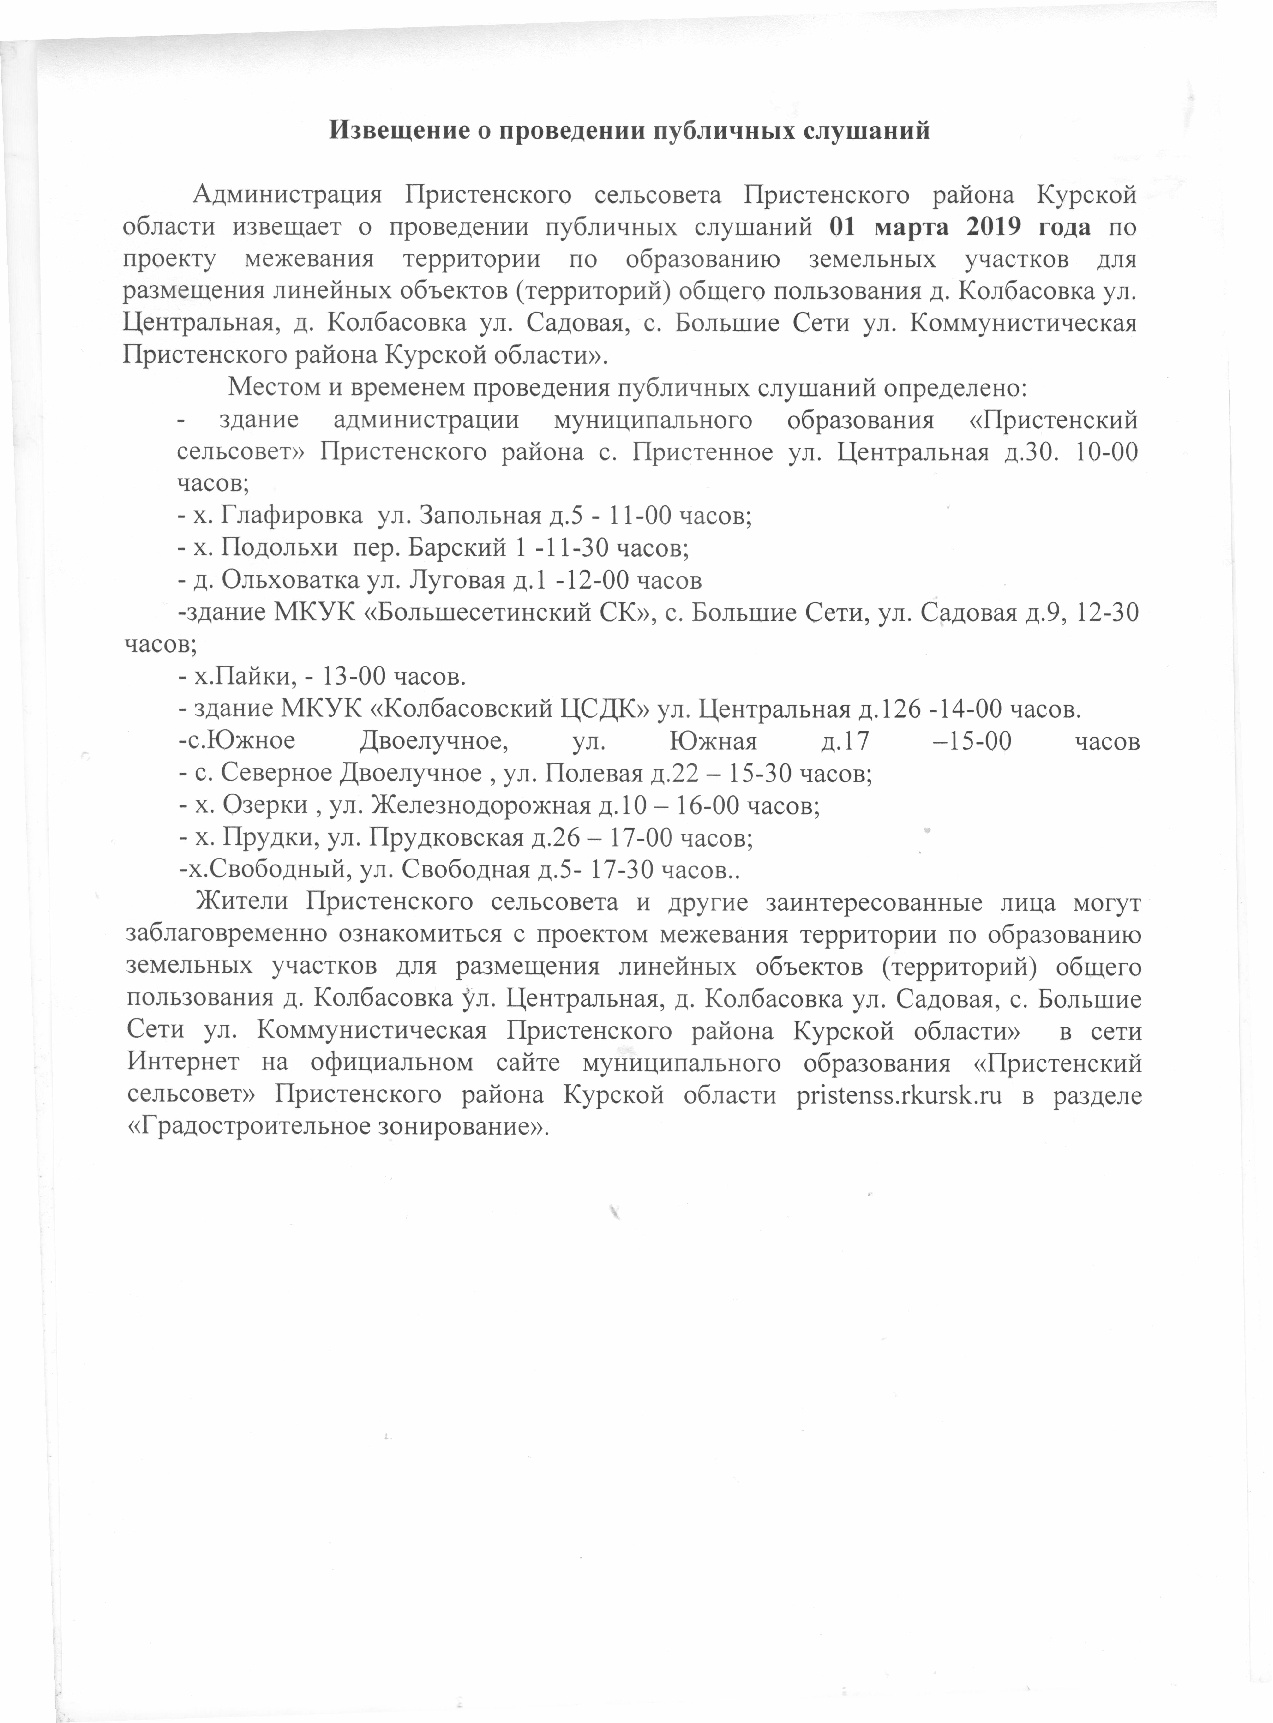 Извещение о проведении публичных слушаний
Администрация Пристенского сельсовета Пристенского района Курской
области извещает о проведении публичных слушаний 01 марта 2019 года по
проекту межевания территории по образованию земельных участков для
размещения линейных объектов (территорий) общего пользования д. Колбасовка ул.
Центральная, д. Колбасовка ул. Садовая, с. Большие Сети ул. Коммунистическая
Пристенского района Курской области».
Местом и временем проведения публичных слушаний определено:
- здание администрации муниципального образования «Пристенский
сельсовет» Пристенского района с. Пристенное ул. Центральная д.30. 10-00
часов;
- х. Глафировка ул. Запольная д.5 - 11-00 часов;
- х. Подольхи пер. Барский 1 -11-30 часов;
- д. Ольховатка ул. Луговая д.1 -12-00 часов
-здание МКУК «Большесетинский СК», с. Большие Сети, ул. Садовая д.9, 12-30
часов;
- х.Пайки, - 13-00 часов.
- здание МКУК «Колбасовский ЦСДК» ул. Центральная д.126 -14-00 часов.
-с.Южное Двоелучное, ул. Южная д.17 –15-00 часов
- с. Северное Двоелучное , ул. Полевая д.22 – 15-30 часов;
- х. Озерки , ул. Железнодорожная д.10 – 16-00 часов;
- х. Прудки, ул. Прудковская д.26 – 17-00 часов;
-х.Свободный, ул. Свободная д.5- 17-30 часов..
Жители Пристенского сельсовета и другие заинтересованные лица могут
заблаговременно ознакомиться с проектом межевания территории по образованию
земельных участков для размещения линейных объектов (территорий) общего
пользования д. Колбасовка ул. Центральная, д. Колбасовка ул. Садовая, с. Большие
Сети ул. Коммунистическая Пристенского района Курской области» в сети
Интернет на официальном сайте муниципального образования «Пристенский
сельсовет» Пристенского района Курской области pristenss.rkursk.ru в разделе
«Градостроительное зонирование».